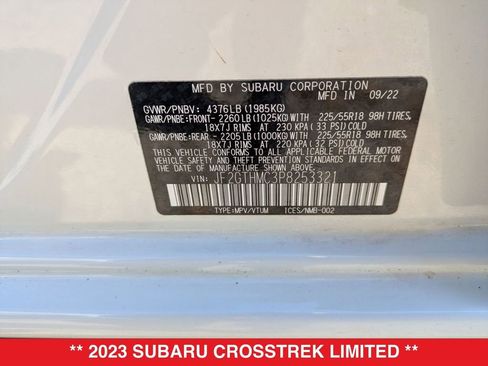 MFD BY SUBARU CORPORATION
MFD IN 09/22
GVWR/PNBV: 4376LB(1985KG)
GAWR/PNBE:FRONT- 2260LB(1025KG)WITH 225/55R18 98H TIRES,
18X7J RIMS AT 230 KPA(33 PSI)COLD
GAWR/PNBE:REAR - 2205LB(1000KG)WITH 225/55R18 98H TIRES,
18X7J RIMS AT 220 KPA(32 PSI)COLD
THIS VEHICLE CONFORMS TO ALL APPLICABLE FEDERAL MOTOR
VEHICLE SAFETY, BUMPER, AND THEFT PREVENTION
STANDARDS IN EFFECT ON THE DATE OF
MANUFACTURE SHOWN ABOVE.
VIN: JF2GTHMC3P8253321
TYPE:MPV/VTUM ICES/NMB-002
** 2023 SUBARU CROSSTREK LIMITED **